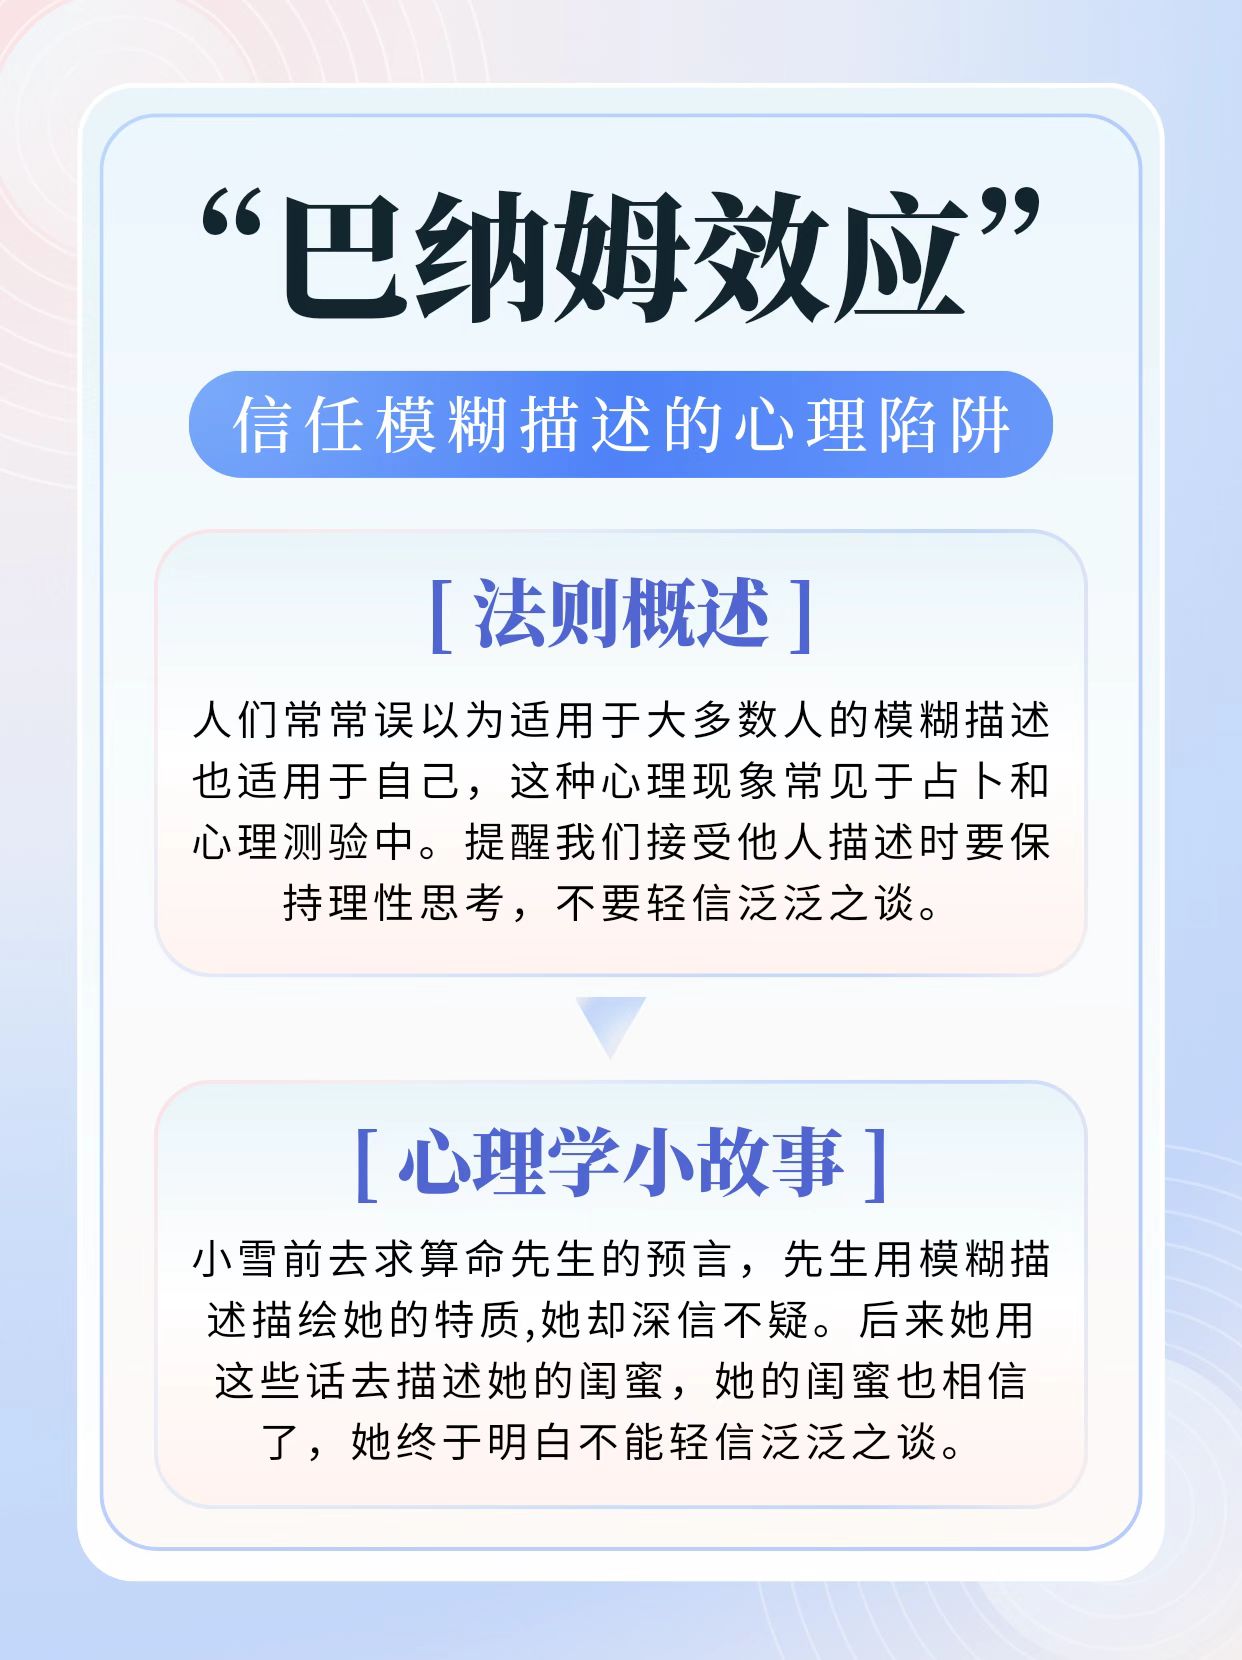 “巴纳姆效应”
信任模糊描述的心理陷阱
[ 法则概述 ]
人们常常误以为适用于大多数人的模糊描述
也适用于自己，这种心理现象常见于占卜和
心理测验中。提醒我们接受他人描述时要保
持理性思考，不要轻信泛泛之谈。
[ 心理学小故事 ]
小雪前去求算命先生的预言，先生用模糊描
述描绘她的特质,她却深信不疑。后来她用
这些话去描述她的闺蜜，她的闺蜜也相信
了，她终于明白不能轻信泛泛之谈。